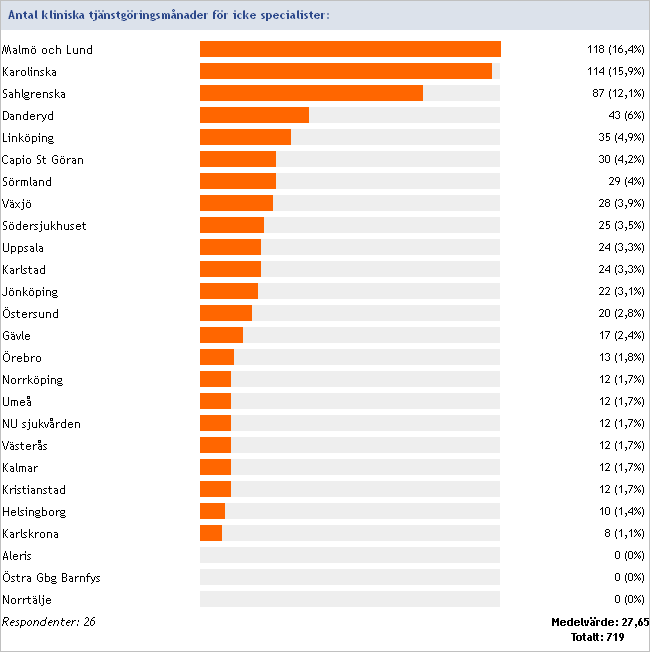 Antal kliniska tjänstgöringsmånader för icke specialister:
Malmö och Lund 118 (16,4%)
Karolinska 114 (15,9%)
Sahlgrenska 87 (12,1%)
Danderyd 43 (6%)
Linköping 35 (4,9%)
Capio St Göran 30 (4,2%)
Sörmland 29 (4%)
Växjö 28 (3,9%)
Södersjukhuset 25 (3,5%)
Uppsala 24 (3,3%)
Karlstad 24 (3,3%)
Jönköping 22 (3,1%)
Östersund 20 (2,8%)
Gävle 17 (2,4%)
Örebro 13 (1,8%)
Norrköping 12 (1,7%)
Umeå 12 (1,7%)
NU sjukvården 12 (1,7%)
Västerås 12 (1,7%)
Kalmar 12 (1,7%)
Kristianstad 12 (1,7%)
Helsingborg 10 (1,4%)
Karlskrona 8 (1,1%)
Aleris 0 (0%)
Östra Gbg Barnfys 0 (0%)
Norrtälje 0 (0%)
Respondenter: 26 Medelvärde: 27,65
Totalt: 719